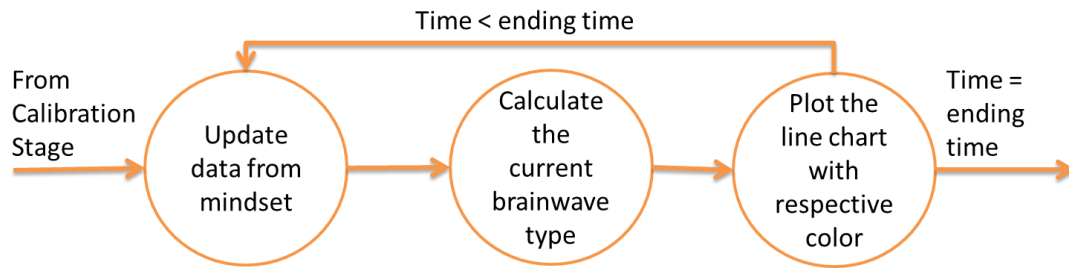 Time < ending time
From
Calibration
Stage
Update
data from
mindset
Calculate
the
current
brainwave
type
Plot the
line chart
with
respective
color
Time =
ending
time